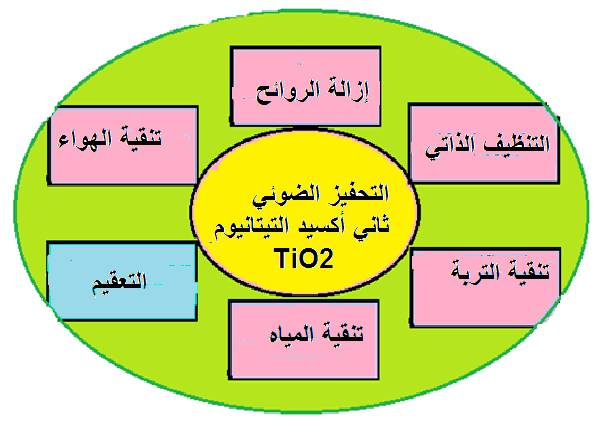 إزالة الروائح
التنظيف الذاتي
تنقية الهواء
التحفيز الضوئي
ثاني أكسيد التيتانيوم
TiO2
تنقية التربة
التعقيم
تنقية المياه